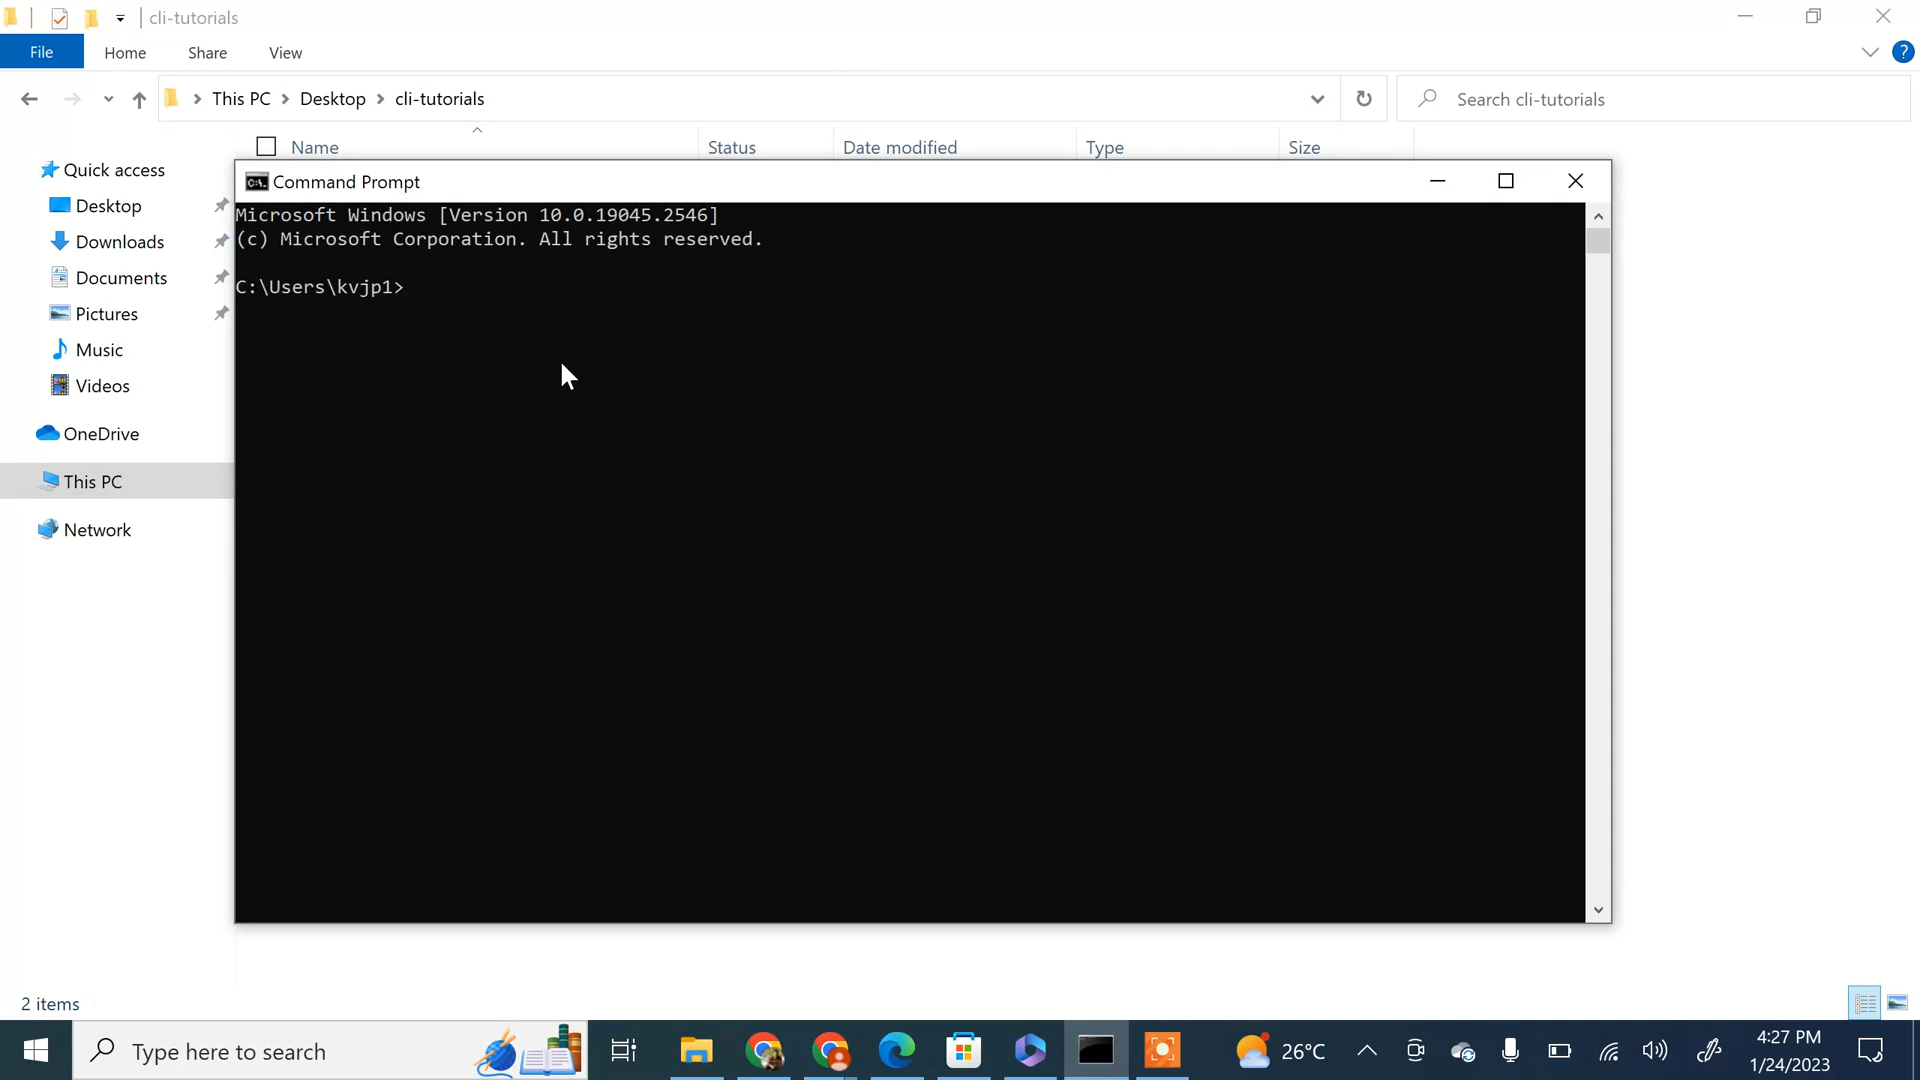 cli-tutorials
File Home Share View
This PC Desktop cli-tutorials
Search cli-tutorials
Name Status Date modified Type Size
Quick access
Desktop
Downloads
Documents
Pictures
Music
Videos
OneDrive
This PC
Network
Command Prompt
Microsoft Windows [Version 10.0.19045.2546]
(c) Microsoft Corporation. All rights reserved.
C:\Users\kvjp1>
2 items
Type here to search
26°C
4:27 PM
1/24/2023